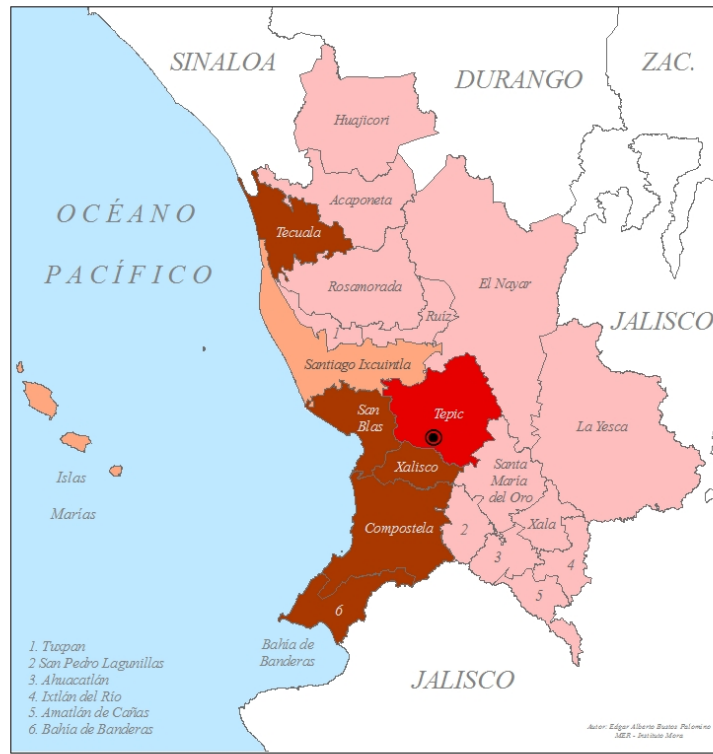 SINALOA
DURANGO
ZAC.
Huajicori
Acaponeta
OCÉANO
PACÍFICO
Tecuala
Rosamorada
El Nayar
Ruiz
JALISCO
Santiago Ixcuintla
San
Blas
Tepic
La Yesca
Xalisco
Santa
María
del Oro
Islas
Marías
Compostela
2
Xala
3
4
5
6
Bahía de
Banderas
JALISCO
1. Tuxpan
2 San Pedro Lagunillas
3. Ahuacatlán
4. Ixtlán del Rio
5. Amatlán de Cañas
6. Bahía de Banderas
Autor: Edgar Alberto Bustos Palomino
MER - Instituto Mora